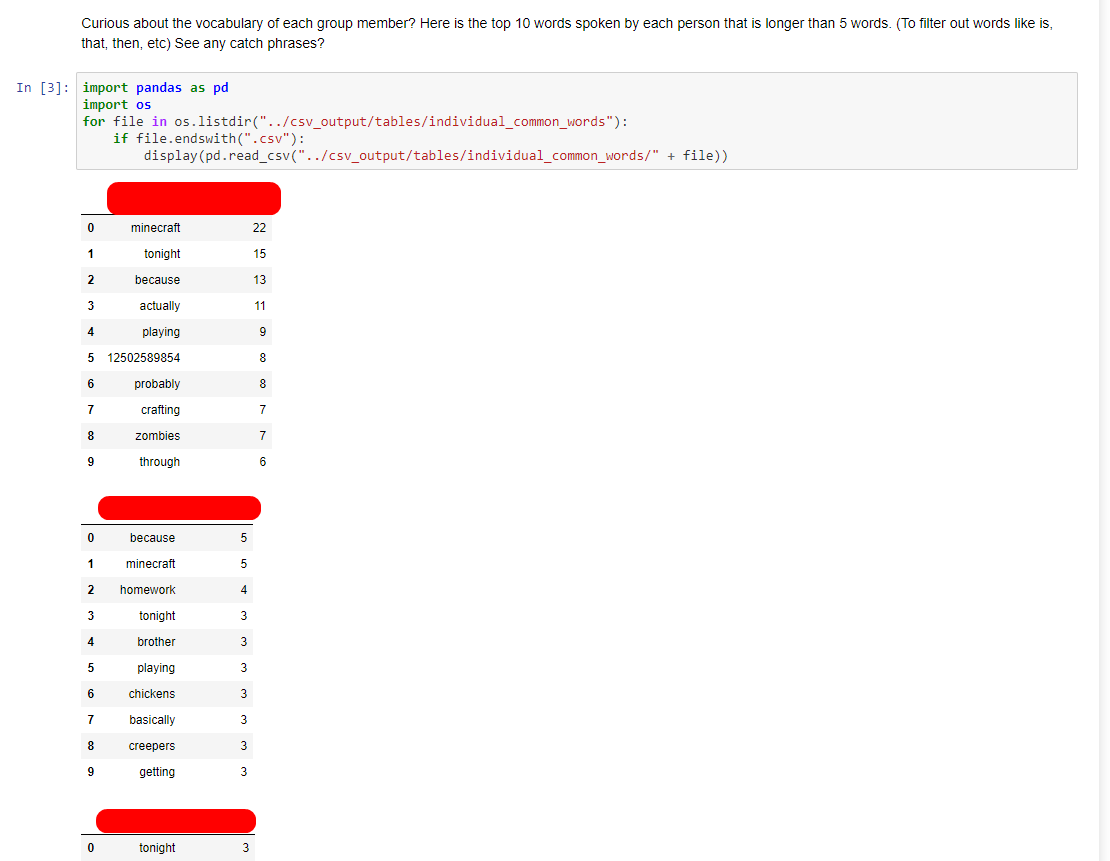 Curious about the vocabulary of each group member? Here is the top 10 words spoken by each person that is longer than 5 words. (To filter out words like is,
that, then, etc) See any catch phrases?
In [3]: import pandas as pd
import os
for file in os.listdir("../csv_output/tables/individual_common_words"):
    if file.endswith(".csv"):
        display(pd.read_csv("../csv_output/tables/individual_common_words/" + file))
0 minecraft 22
1 tonight 15
2 because 13
3 actually 11
4 playing 9
5 12502589854 8
6 probably 8
7 crafting 7
8 zombies 7
9 through 6
0 because 5
1 minecraft 5
2 homework 4
3 tonight 3
4 brother 3
5 playing 3
6 chickens 3
7 basically 3
8 creepers 3
9 getting 3
0 tonight 3